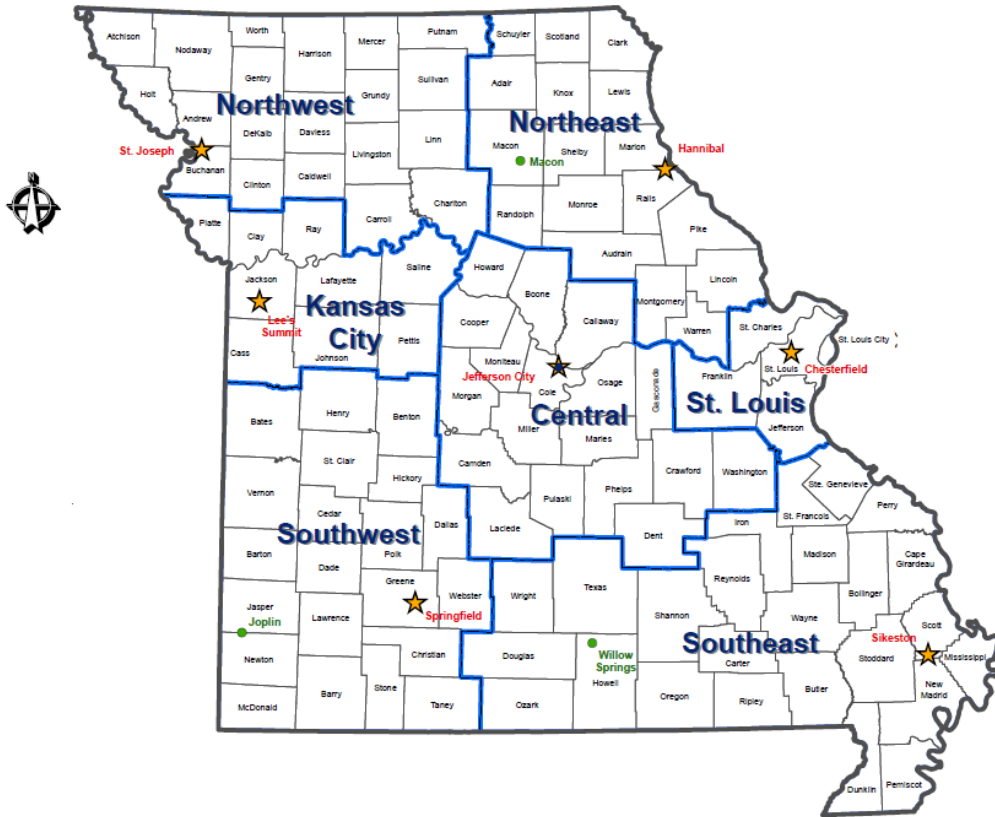 Atchison
Nodaway
Worth
Harrison
Mercer
Putnam
Schuyler
Scotland
Clark
Holt
Gentry
Sullivan
Adair
Knox
Lewis
Andrew
Northwest
Grundy
DeKalb
Daviess
Linn
Northeast
Macon
Shelby
Marion
Hannibal
St. Joseph
Livingston
Macon
Buchanan
Clinton
Caldwell
Chariton
Randolph
Monroe
Ralls
Platte
Clay
Ray
Carroll
Pike
Audrain
Jackson
Lafayette
Saline
Howard
Boone
Lincoln
Montgomery
Kansas
City
Lee's
Summit
Cooper
Callaway
Warren
St. Charles
St. Louis City
Cass
Johnson
Pettis
Moniteau
Jefferson City
Cole
Osage
Gasconade
Franklin
St. Louis
Chesterfield
Morgan
Central
St. Louis
Jefferson
Bates
Henry
Benton
Miller
Maries
St. Clair
Hickory
Camden
Pulaski
Phelps
Crawford
Washington
Ste. Genevieve
Vernon
Cedar
Dallas
Laclede
Dent
Iron
St. Francois
Perry
Southwest
Polk
Barton
Dade
Greene
Webster
Wright
Texas
Reynolds
Madison
Cape
Girardeau
Bollinger
Jasper
Joplin
Lawrence
Springfield
Shannon
Wayne
Scott
Southeast
Sikeston
Newton
Christian
Douglas
Willow
Springs
Howell
Carter
Stoddard
Mississippi
McDonald
Barry
Stone
Taney
Ozark
Oregon
Ripley
Butler
New
Madrid
Dunklin
Pemiscot